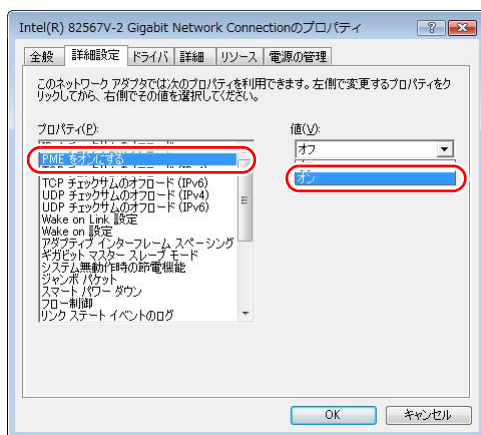 Intel(R) 82567V-2 Gigabit Network Connectionのプロパティ
全般 詳細設定 ドライバ 詳細 リソース 電源の管理
このネットワーク アダプタでは次のプロパティを利用できます。左側で変更するプロパティをク
リックしてから、右側でその値を選択してください。
プロパティ(P):
値(V):
オフ
PME をオンにする
オン
TCP チェックサムのオフロード (IPv6)
UDP チェックサムのオフロード (IPv4)
UDP チェックサムのオフロード (IPv6)
Wake on Link 設定
Wake on 設定
アダプティブ インターフレーム スペーシング
ギガビット マスター スレーブ モード
システム無動作時の節電機能
ジャンボ パケット
スマート パワー ダウン
フロー制御
リンク ステート イベントのログ
OK キャンセル